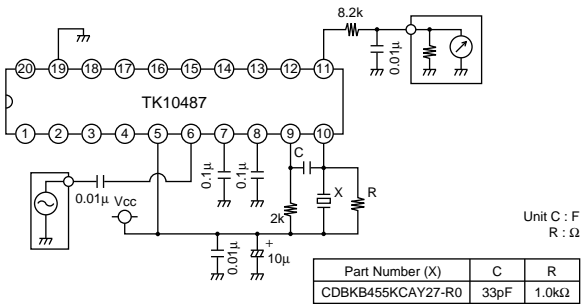 8.2k
0.01µ
20 19 18 17 16 15 14 13 12 11
TK10487
1 2 3 4 5 6 7 8 9 10
C
0.01µ
Vcc
0.1µ
0.1µ
2k
X
R
0.01µ
+
10µ
Unit C : F
R : Ω
Part Number (X) C R
CDBKB455KCAY27-R0 33pF 1.0kΩ